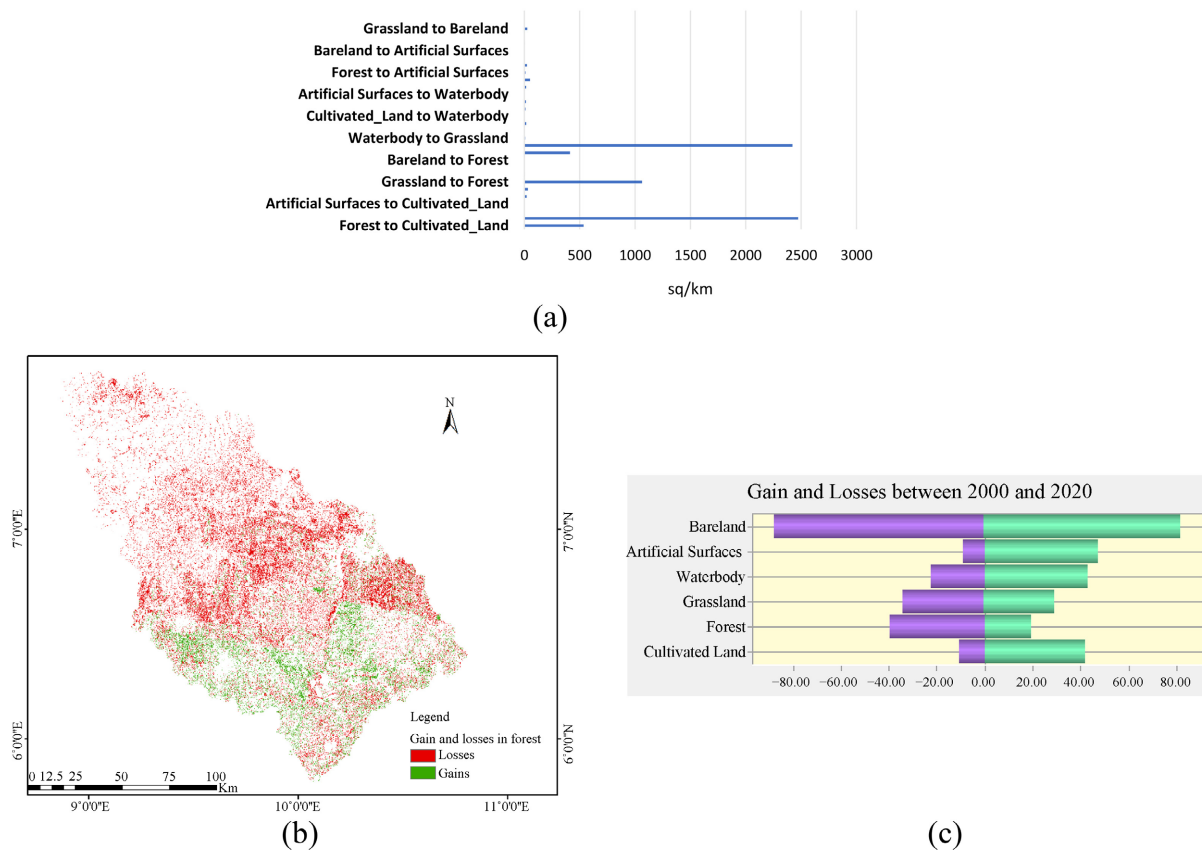 Grassland to Bareland
Bareland to Artificial Surfaces
Forest to Artificial Surfaces
Artificial Surfaces to Waterbody
Cultivated_Land to Waterbody
Waterbody to Grassland
Bareland to Forest
Grassland to Forest
Artificial Surfaces to Cultivated_Land
Forest to Cultivated_Land
0 500 1000 1500 2000 2500 3000
sq/km
(a)
N
7°0'0"E
7°0'0"N
6°0'0"E
6°0'0"N
Legend
Gain and losses in forest
Losses
Gains
0 12.5 25 50 75 100
Km
9°0'0"E 10°0'0"E 11°0'0"E
(b)
Gain and Losses between 2000 and 2020
Bareland
Artificial Surfaces
Waterbody
Grassland
Forest
Cultivated Land
−80.00 −60.00 −40.00 −20.00 0.00 20.00 40.00 60.00 80.00
(c)